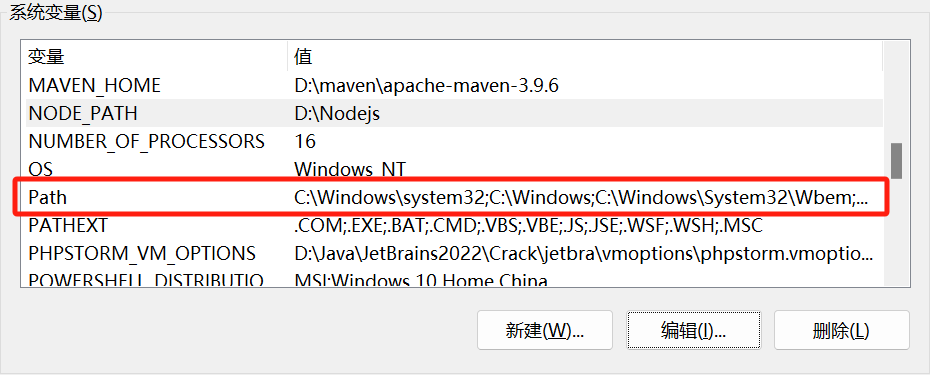 系统变量(S)
变量 值
MAVEN_HOME D:\maven\apache-maven-3.9.6
NODE_PATH D:\Nodejs
NUMBER_OF_PROCESSORS 16
OS Windows_NT
Path C:\Windows\system32;C:\Windows;C:\Windows\System32\Wbem;...
PATHEXT .COM;.EXE;.BAT;.CMD;.VBS;.VBE;.JS;.JSE;.WSF;.WSH;.MSC
PHPSTORM_VM_OPTIONS D:\Java\JetBrains2022\Crack\jetbra\vmoptions\phpstorm.vmoptio...
POWERSHELL_DISTRIBUTIO MSI:Windows 10 Home China
新建(W)... 编辑(I)... 删除(L)